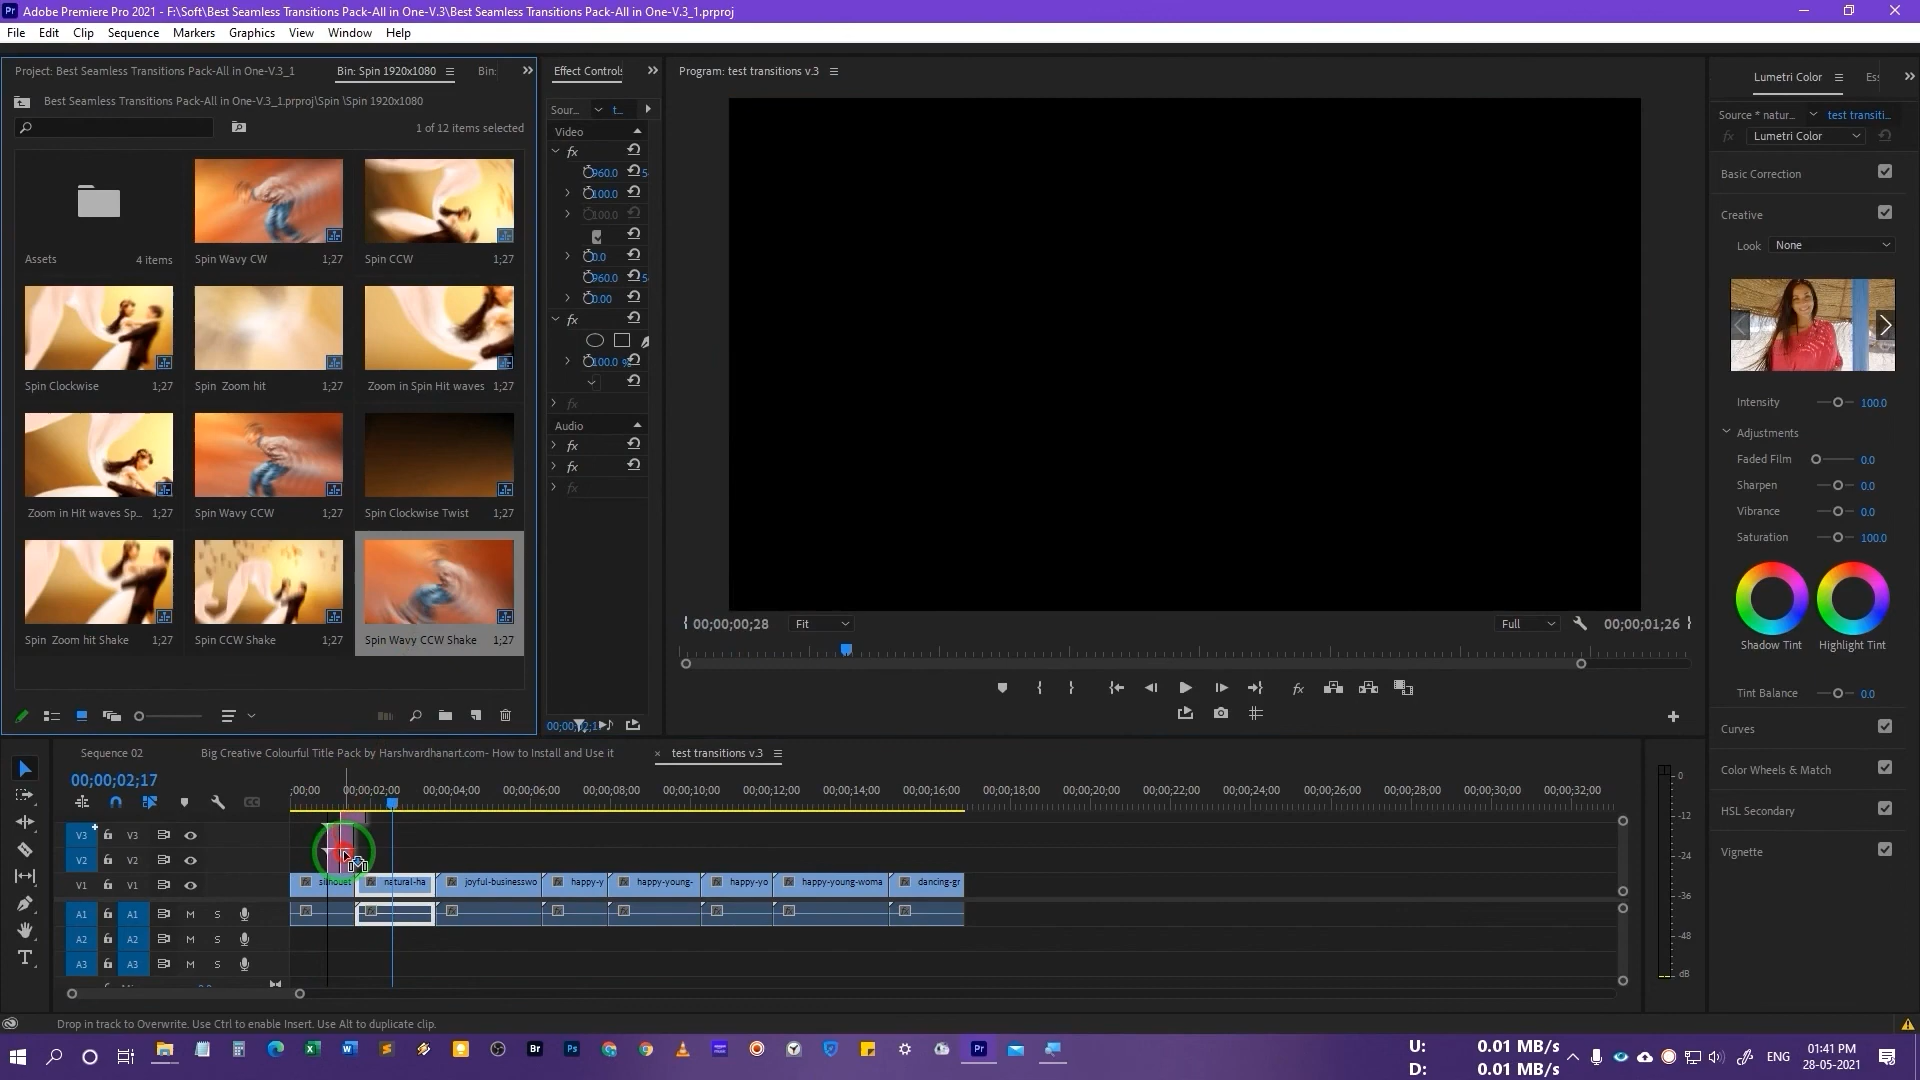 Adobe Premiere Pro 2021 - F:\Soft\Best Seamless Transitions Pack-All in One-V.3\Best Seamless Transitions Pack-All in One-V.3_1.prproj
File Edit Clip Sequence Markers Graphics View Window Help
Project: Best Seamless Transitions Pack-All in One-V.3_1 Bin: Spin 1920x1080 Bin:
Best Seamless Transitions Pack-All in One-V.3_1.prproj\Spin \Spin 1920x1080
1 of 12 items selected
Assets 4 items Spin Wavy CW 1;27 Spin CCW 1;27
Spin Clockwise 1;27 Spin Zoom hit 1;27 Zoom in Spin Hit waves 1;27
Zoom in Hit waves Sp... 1;27 Spin Wavy CCW 1;27 Spin Clockwise Twist 1;27
Spin Zoom hit Shake 1;27 Spin CCW Shake 1;27 Spin Wavy CCW Shake 1;27
Effect Controls
Sour... t...
Video
fx
960.0
100.0
100.0
0.0
960.0
0.00
fx
100.0 %
fx
Audio
fx
fx
fx
Program: test transitions v.3
00;00;00;28 Fit Full 00;00;01;26
Lumetri Color Es
Source * natur... test transiti...
fx Lumetri Color
Basic Correction
Creative
Look None
Intensity 100.0
Adjustments
Faded Film 0.0
Sharpen 0.0
Vibrance 0.0
Saturation 100.0
Shadow Tint Highlight Tint
Tint Balance 0.0
Curves
Color Wheels & Match
HSL Secondary
Vignette
Sequence 02 Big Creative Colourful Title Pack by Harshvardhanart.com- How to Install and Use it × test transitions v.3
00;00;02;17
;00;00 00;00;02;00 00;00;04;00 00;00;06;00 00;00;08;00 00;00;10;00 00;00;12;00 00;00;14;00 00;00;16;00 00;00;18;00 00;00;20;00 00;00;22;00 00;00;24;00 00;00;26;00 00;00;28;00 00;00;30;00 00;00;32;00
V3 V3
V2 V2
V1 silhouet natural-ha joyful-businesswo happy-y happy-young- happy-yo happy-young-woma dancing-gr
A1 A1 M S
A2 A2 M S
A3 A3 M S
0
-12
-24
-36
-48
dB
Drop in track to Overwrite. Use Ctrl to enable Insert. Use Alt to duplicate clip.
U: 0.01 MB/s
D: 0.01 MB/s
ENG
01:41 PM
28-05-2021